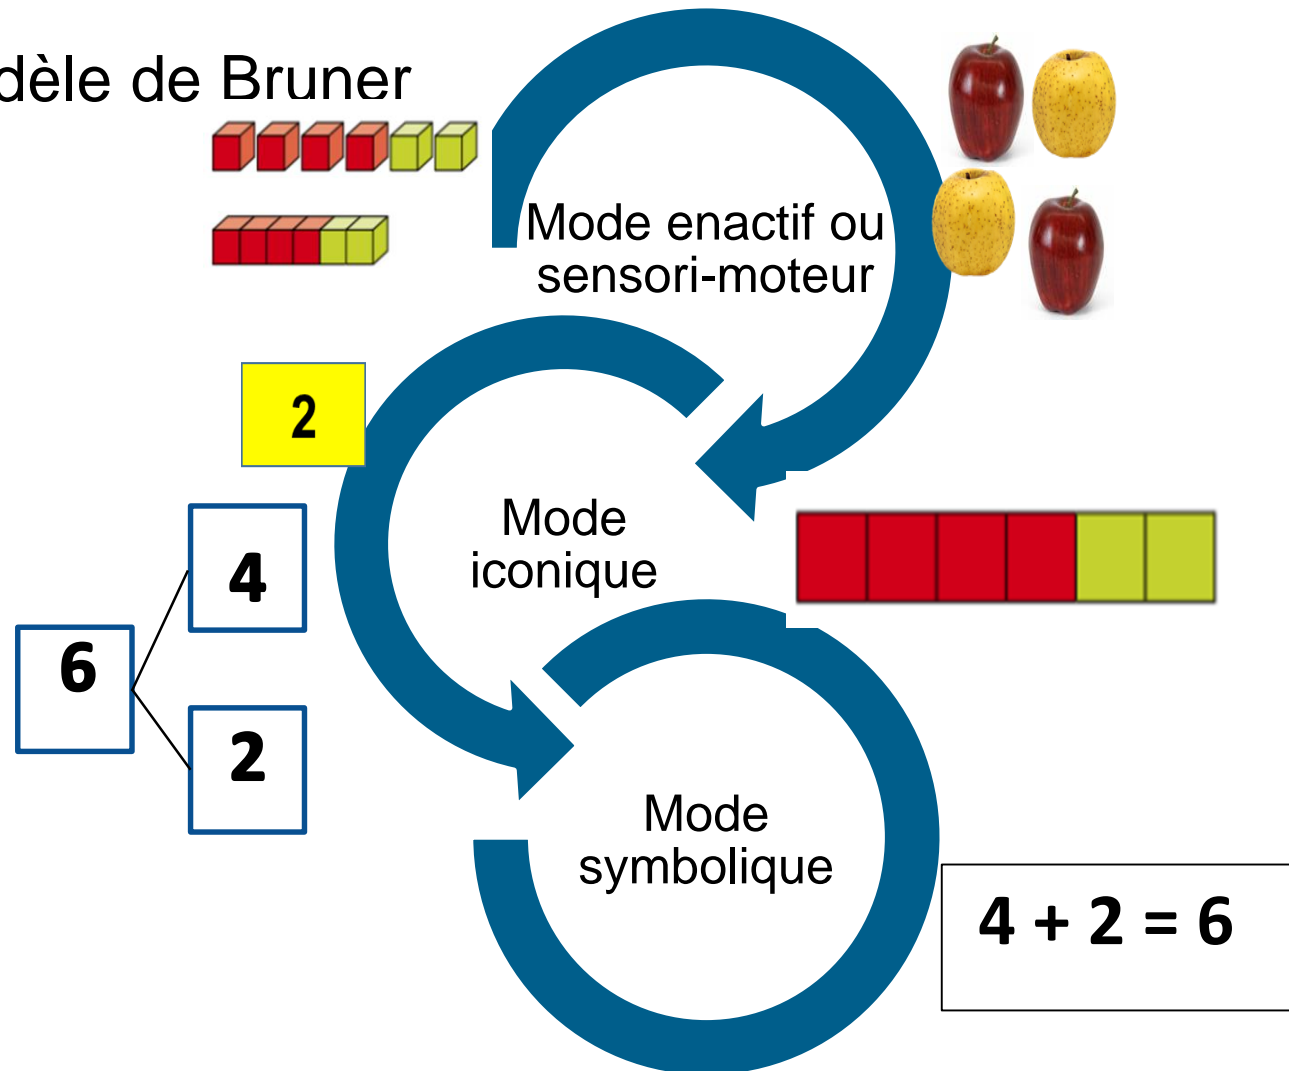 dèle de Bruner
Mode enactif ou
sensori-moteur
2
Mode
iconique
4
6
2
Mode
symbolique
4 + 2 = 6